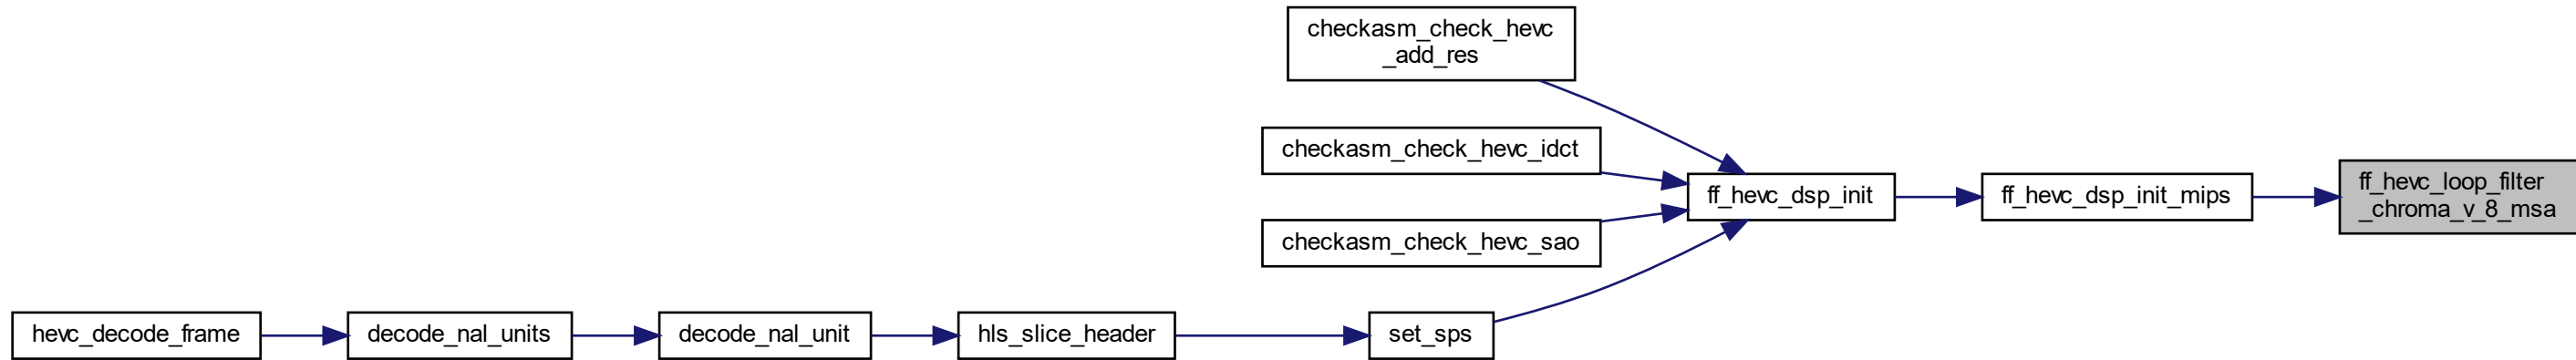 checkasm_check_hevc
_add_res
checkasm_check_hevc_idct
ff_hevc_loop_filter
_chroma_v_8_msa
ff_hevc_dsp_init
ff_hevc_dsp_init_mips
checkasm_check_hevc_sao
hevc_decode_frame
decode_nal_units
decode_nal_unit
hls_slice_header
set_sps